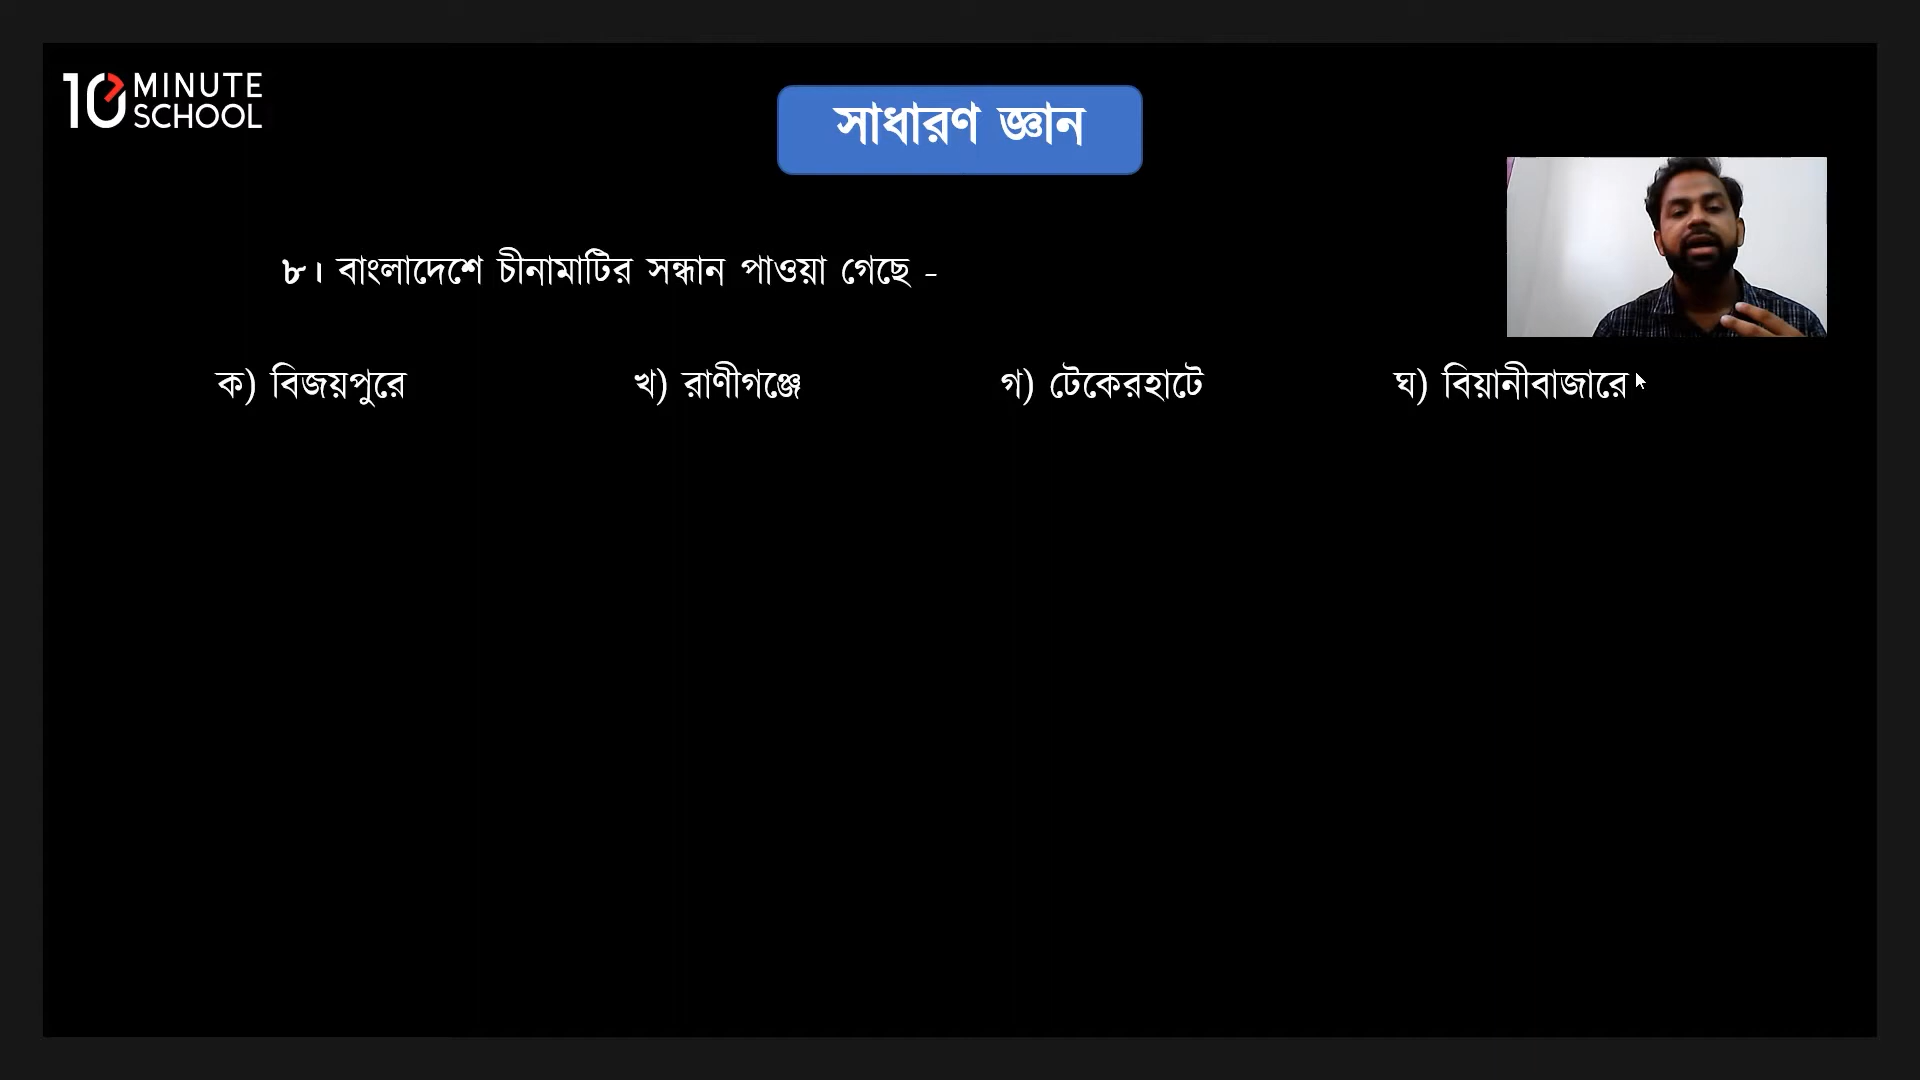 10 MINUTE SCHOOL
সাধারণ জ্ঞান
৮। বাংলাদেশে চীনামাটির সন্ধান পাওয়া গেছে -
ক) বিজয়পুরে খ) রাণীগঞ্জে গ) টেকেরহাটে ঘ) বিয়ানীবাজারে